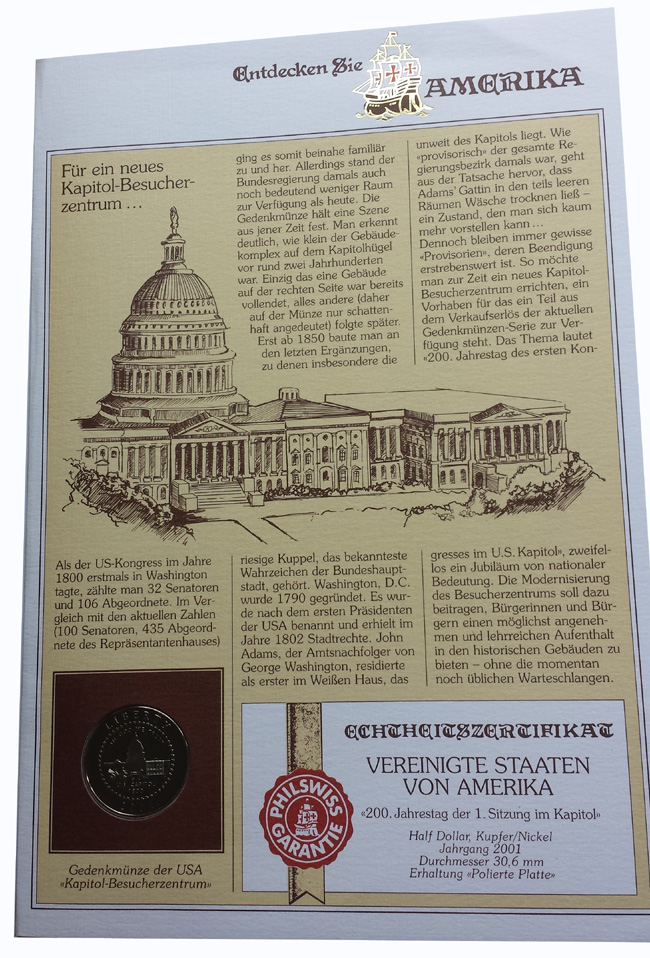 Entdecken Sie AMERIKA
Für ein neues
Kapitol-Besucher-
zentrum ...
Als der US-Kongress im Jahre
1800 erstmals in Washington
tagte, zählte man 32 Senatoren
und 106 Abgeordnete. Im Ver-
gleich mit den aktuellen Zahlen
(100 Senatoren, 435 Abgeord-
nete des Repräsentantenhauses)
ging es somit beinahe familiär
zu und her. Allerdings stand der
Bundesregierung damals auch
noch bedeutend weniger Raum
zur Verfügung als heute. Die
Gedenkmünze hält eine Szene
aus jener Zeit fest. Man erkennt
deutlich, wie klein der Gebäude-
komplex auf dem Kapitolhügel
vor rund zwei Jahrhunderten
war. Einzig das eine Gebäude
auf der rechten Seite war bereits
vollendet, alles andere (daher
auf der Münze nur schatten-
haft angedeutet) folgte später.
Erst ab 1850 baute man an
den letzten Ergänzungen,
zu denen insbesondere die
riesige Kuppel, das bekannteste
Wahrzeichen der Bundeshaupt-
stadt, gehört. Washington, D.C.
wurde 1790 gegründet. Es wur-
de nach dem ersten Präsidenten
der USA benannt und erhielt im
Jahre 1802 Stadtrechte. John
Adams, der Amtsnachfolger von
George Washington, residierte
als erster im Weißen Haus, das
unweit des Kapitols liegt. Wie
«provisorisch» der gesamte Re-
gierungsbezirk damals war, geht
aus der Tatsache hervor, dass
Adams' Gattin in den teils leeren
Räumen Wäsche trocknen ließ –
ein Zustand, den man sich kaum
mehr vorstellen kann ...
Dennoch bleiben immer gewisse
«Provisorien», deren Beendigung
erstrebenswert ist. So möchte
man zur Zeit ein neues Kapitol-
Besucherzentrum errichten, ein
Vorhaben für das ein Teil aus
dem Verkaufserlös der aktuellen
Gedenkmünzen-Serie zur Ver-
fügung steht. Das Thema lautet
«200. Jahrestag des ersten Kon-
gresses im U.S. Kapitol», zweifel-
los ein Jubiläum von nationaler
Bedeutung. Die Modernisierung
des Besucherzentrums soll dazu
beitragen, Bürgerinnen und Bür-
gern einen möglichst angeneh-
men und lehrreichen Aufenthalt
in den historischen Gebäuden zu
bieten – ohne die momentan
noch üblichen Warteschlangen.
LIBERTY
Gedenkmünze der USA
«Kapitol-Besucherzentrum»
PHILSWISS
GARANTIE
ECHTHEITSZERTIFIKAT
VEREINIGTE STAATEN
VON AMERIKA
«200. Jahrestag der 1. Sitzung im Kapitol»
Half Dollar, Kupfer/Nickel
Jahrgang 2001
Durchmesser 30,6 mm
Erhaltung «Polierte Platte»